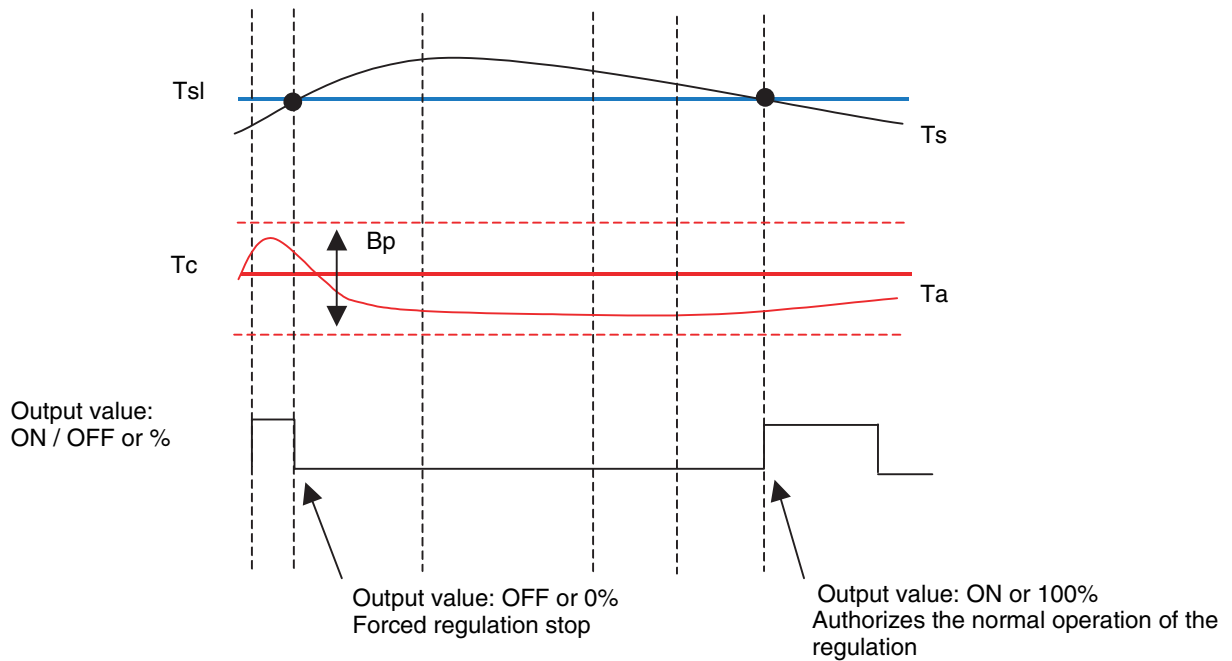 Tsl
Ts
Bp
Tc
Ta
Output value:
ON / OFF or %
Output value: OFF or 0%
Forced regulation stop
Output value: ON or 100%
Authorizes the normal operation of the
regulation